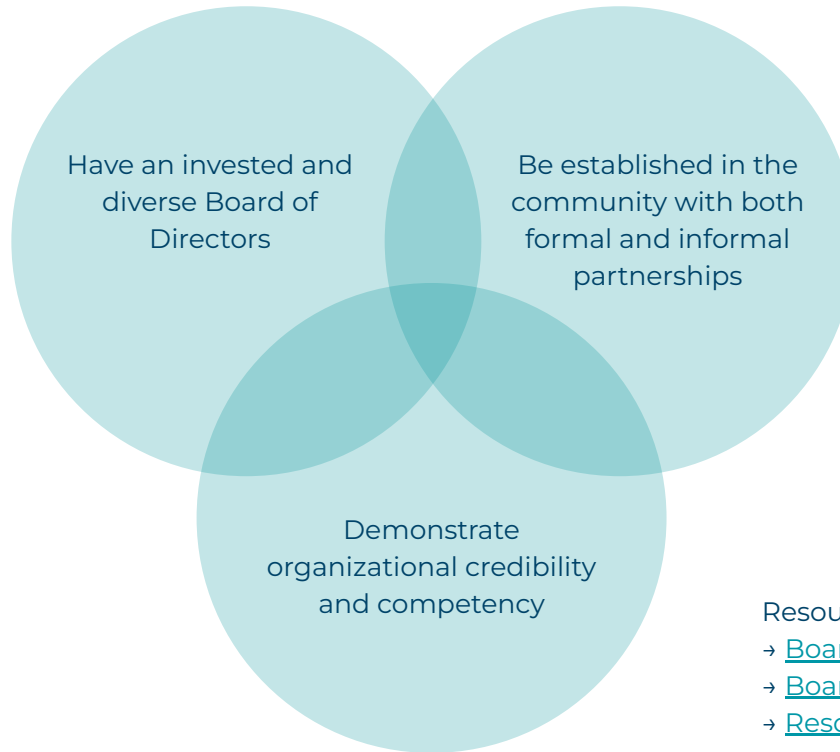 Have an invested and
diverse Board of
Directors
Be established in the
community with both
formal and informal
partnerships
Demonstrate
organizational credibility
and competency
→
→
→